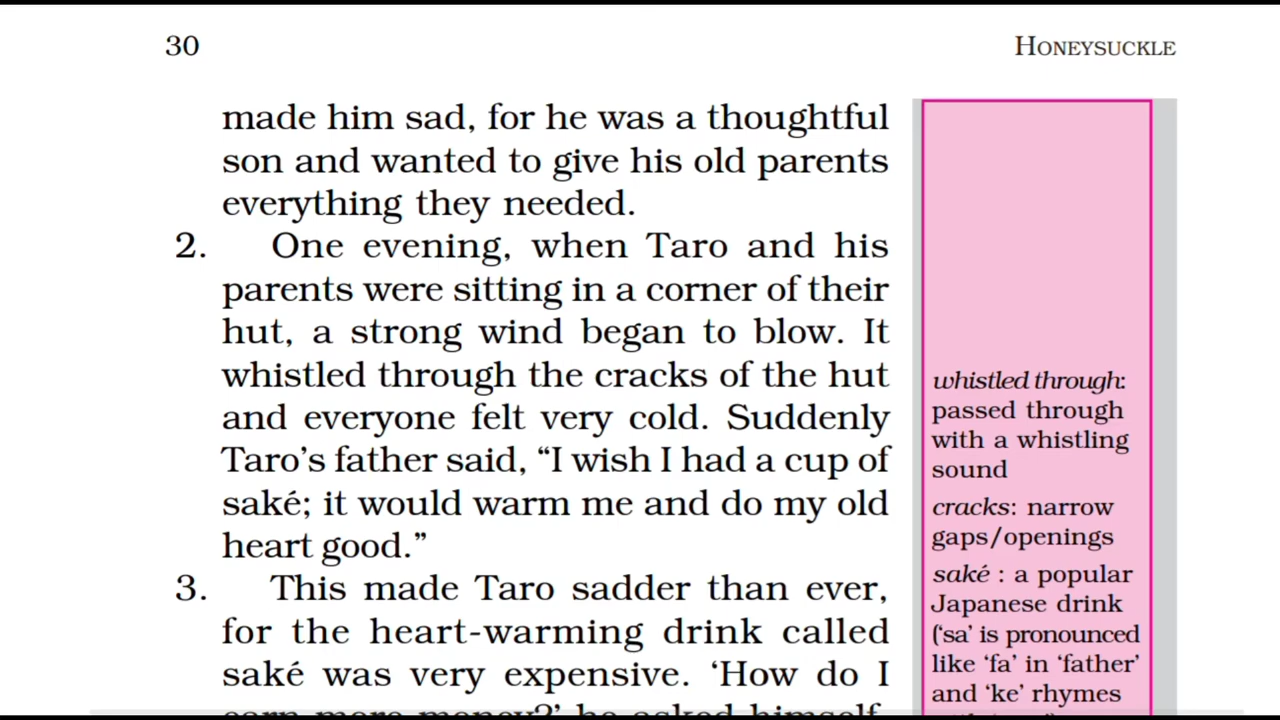 30
HONEYSUCKLE
made him sad, for he was a thoughtful
son and wanted to give his old parents
everything they needed.
2. One evening, when Taro and his
parents were sitting in a corner of their
hut, a strong wind began to blow. It
whistled through the cracks of the hut
and everyone felt very cold. Suddenly
Taro's father said, “I wish I had a cup of
saké; it would warm me and do my old
heart good.”
3. This made Taro sadder than ever,
for the heart-warming drink called
saké was very expensive. ‘How do I
earn more money?’ he asked himself.
whistled through:
passed through
with a whistling
sound
cracks: narrow
gaps/openings
saké : a popular
Japanese drink
(‘sa’ is pronounced
like ‘fa’ in ‘father’
and ‘ke’ rhymes